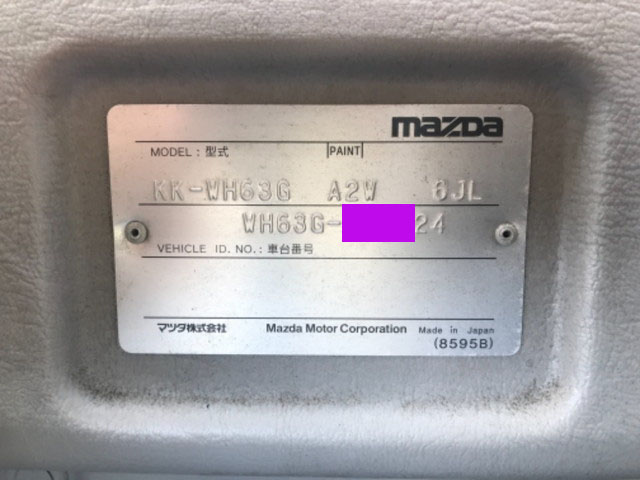 mazda
MODEL : 型式 PAINT
KK-WH63G A2W 6JL
WH63G- 24
VEHICLE ID. NO. : 車台番号
マツダ株式会社 Mazda Motor Corporation Made in Japan
(8595B)